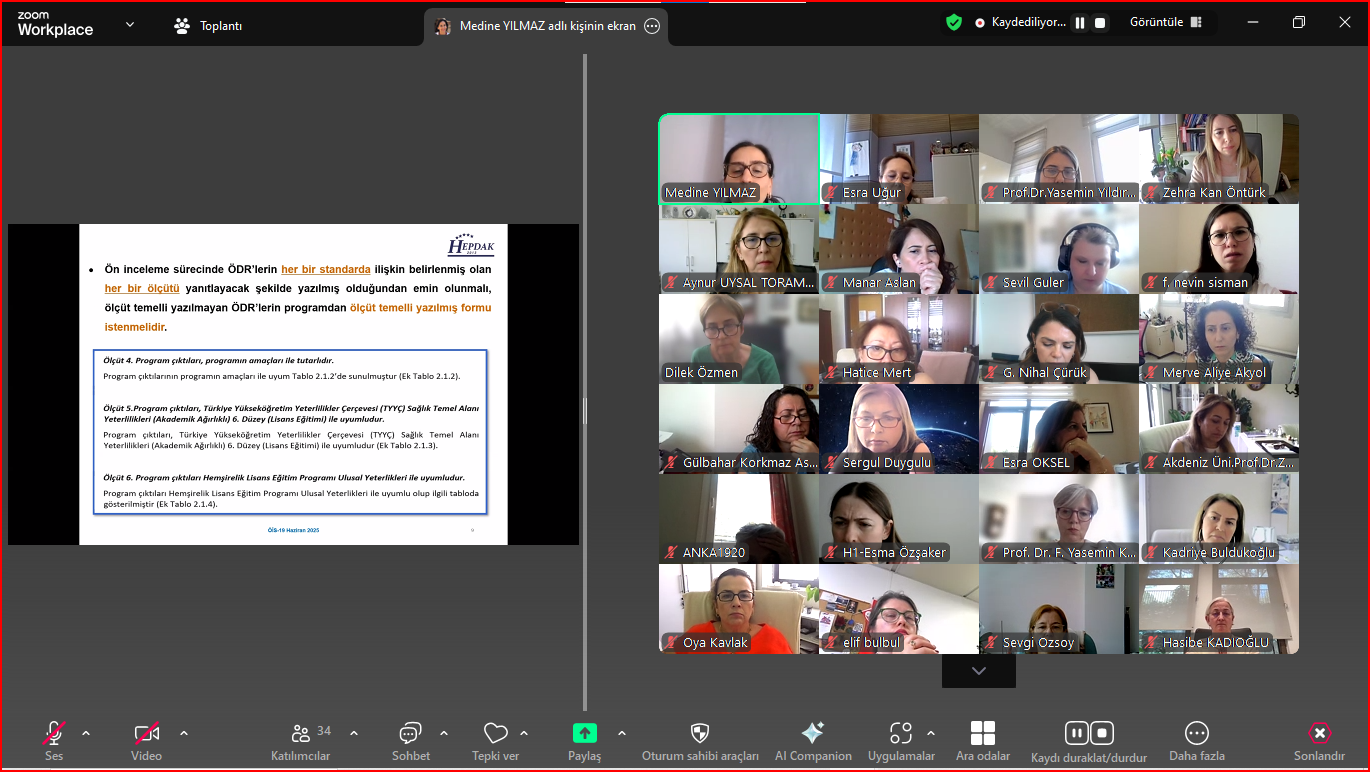 zoom
Workplace
Toplantı
Medine YILMAZ adlı kişinin ekran
Kaydediliyor...
Görüntüle
HEPDAK
• Ön inceleme sürecinde ÖDR'lerin her bir standarda ilişkin belirlenmiş olan
her bir ölçütü yanıtlayacak şekilde yazılmış olduğundan emin olunmalı,
ölçüt temelli yazılmayan ÖDR'lerin programdan ölçüt temelli yazılmış formu
istenmelidir.
Ölçüt 4. Program çıktıları, programın amaçları ile tutarlıdır.
Program çıktılarının programın amaçları ile uyum Tablo 2.1.2'de sunulmuştur (Ek Tablo 2.1.2).
Ölçüt 5.Program çıktıları, Türkiye Yükseköğretim Yeterlilikler Çerçevesi (TYYÇ) Sağlık Temel Alanı
Yeterlilikleri (Akademik Ağırlıklı) 6. Düzey (Lisans Eğitimi) ile uyumludur.
Program çıktıları, Türkiye Yükseköğretim Yeterlilikler Çerçevesi (TYYÇ) Sağlık Temel Alanı
Yeterlilikleri (Akademik Ağırlıklı) 6. Düzey (Lisans Eğitimi) ile uyumludur (Ek Tablo 2.1.3).
Ölçüt 6. Program çıktıları Hemşirelik Lisans Eğitim Programı Ulusal Yeterlikleri ile uyumludur.
Program çıktıları Hemşirelik Lisans Eğitim Programı Ulusal Yeterlilikleri ile uyumlu olup ilgili tabloda
gösterilmiştir (Ek Tablo 2.1.4).
ÖİS-19 Haziran 2025
9
Medine YILMAZ
Esra Uğur
Prof.Dr.Yasemin Yıldır...
Zehra Kan Öntürk
Aynur UYSAL TORAM...
Manar Aslan
Sevil Guler
f. nevin sisman
Dilek Özmen
Hatice Mert
G. Nihal Çürük
Merve Aliye Akyol
Gülbahar Korkmaz As...
Sergul Duygulu
Esra OKSEL
Akdeniz Üni.Prof.Dr.Z...
ANKA1920
H1-Esma Özşaker
Prof. Dr. F. Yasemin K...
Kadriye Buldukoğlu
Oya Kavlak
elif bulbul
Sevgi Ozsoy
Hasibe KADIOĞLU
Ses
Video
34
Katılımcılar
Sohbet
Tepki ver
Paylaş
Oturum sahibi araçları
AI Companion
Uygulamalar
Ara odalar
Kaydı duraklat/durdur
Daha fazla
Sonlandır